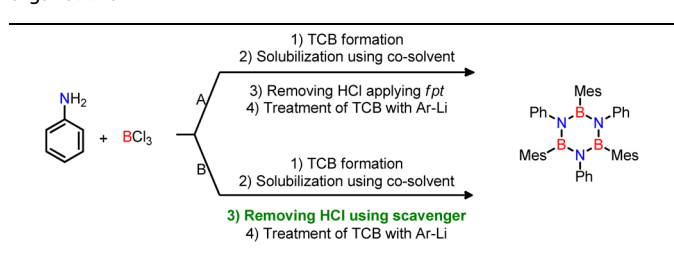 1) TCB formation
2) Solubilization using co-solvent
3) Removing HCl applying fpt
4) Treatment of TCB with Ar-Li
A
NH2
+ BCl3
B
1) TCB formation
2) Solubilization using co-solvent
3) Removing HCl using scavenger
4) Treatment of TCB with Ar-Li
Mes
Ph B Ph
N N
B B
Mes N Mes
Ph